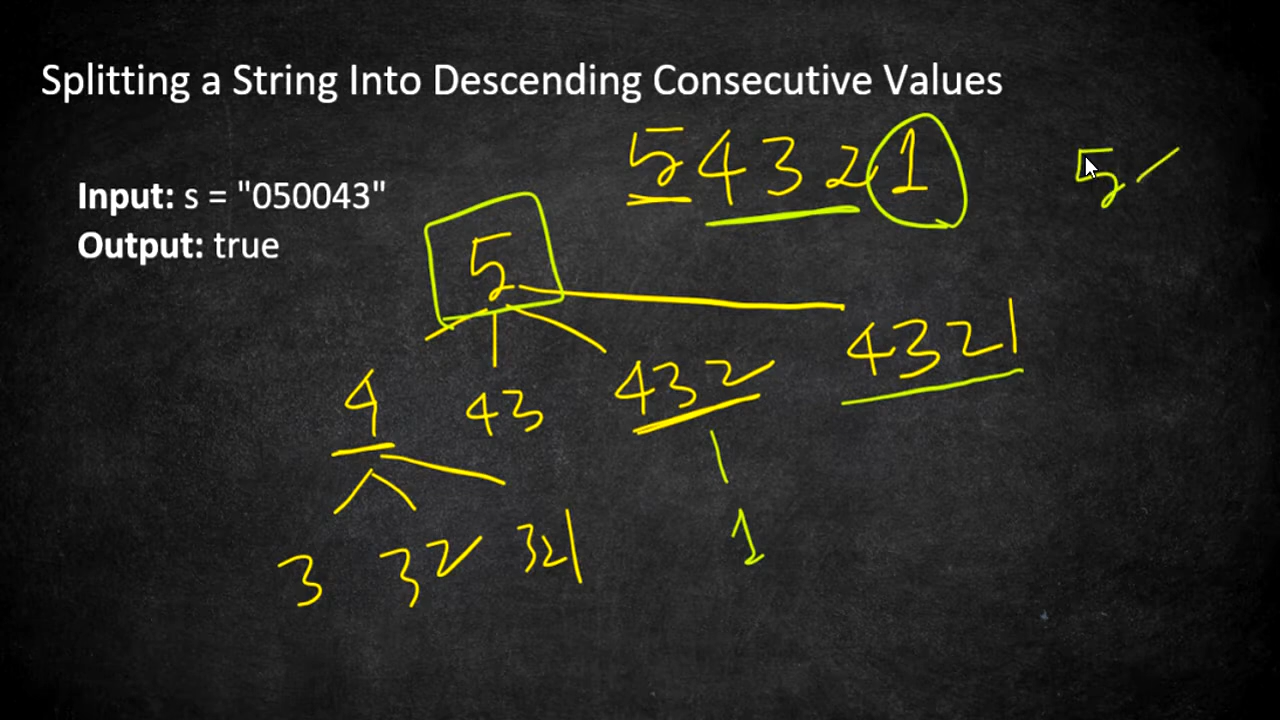 Splitting a String Into Descending Consecutive Values
54321 5
Input: s = "050043"
Output: true
5
4 43 432 4321
3 32 321 1